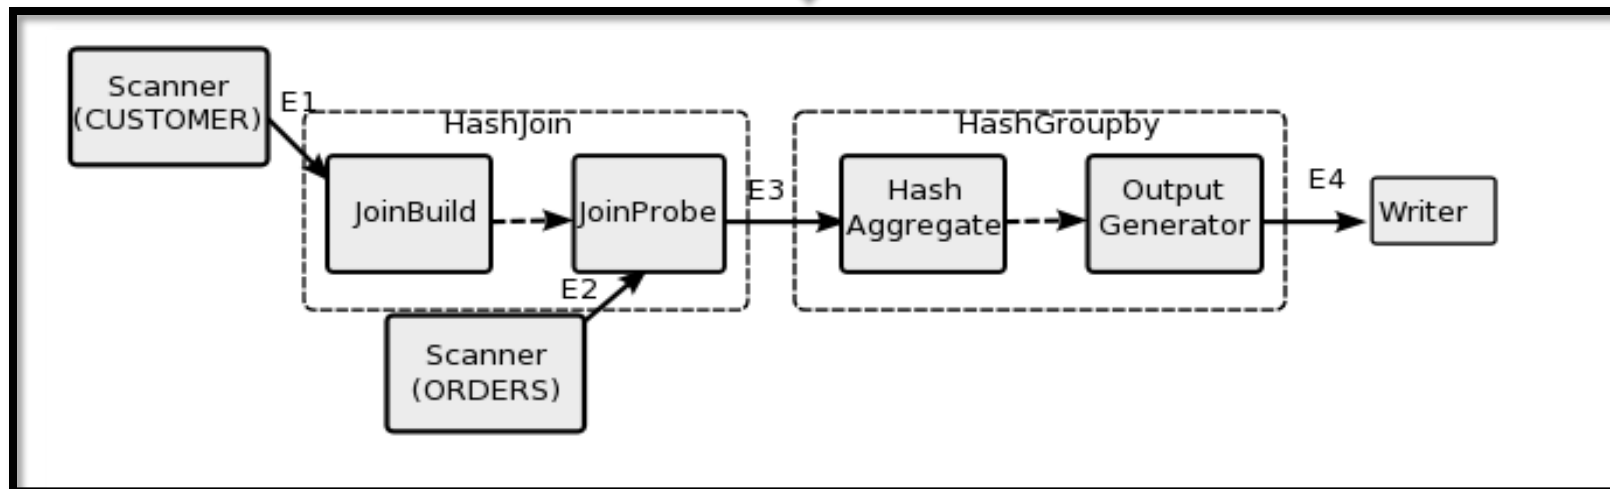 Scanner
(CUSTOMER)
E1
HashJoin
JoinBuild
JoinProbe
E2
Scanner
(ORDERS)
E3
HashGroupby
Hash
Aggregate
Output
Generator
E4
Writer